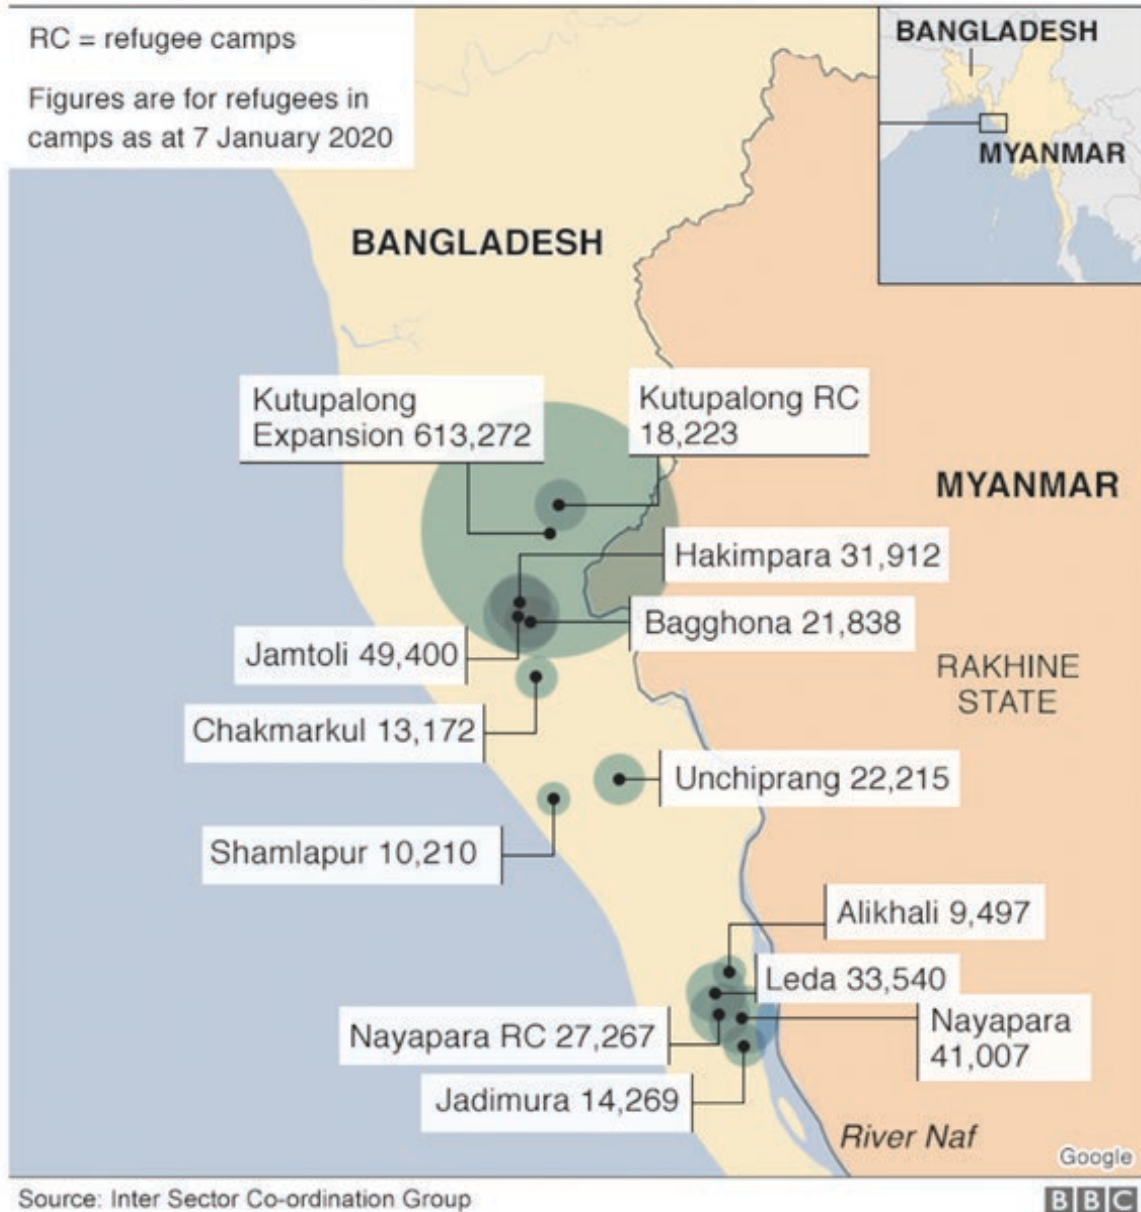 RC = refugee camps
Figures are for refugees in
camps as at 7 January 2020
BANGLADESH
MYANMAR
BANGLADESH
Kutupalong
Expansion 613,272
Kutupalong RC
18,223
MYANMAR
Hakimpara 31,912
Bagghona 21,838
Jamtoli 49,400
RAKHINE
STATE
Chakmarkul 13,172
Unchiprang 22,215
Shamlapur 10,210
Alikhali 9,497
Leda 33,540
Nayapara RC 27,267
Nayapara
41,007
Jadimura 14,269
River Naf
Google
Source: Inter Sector Co-ordination Group
BBC